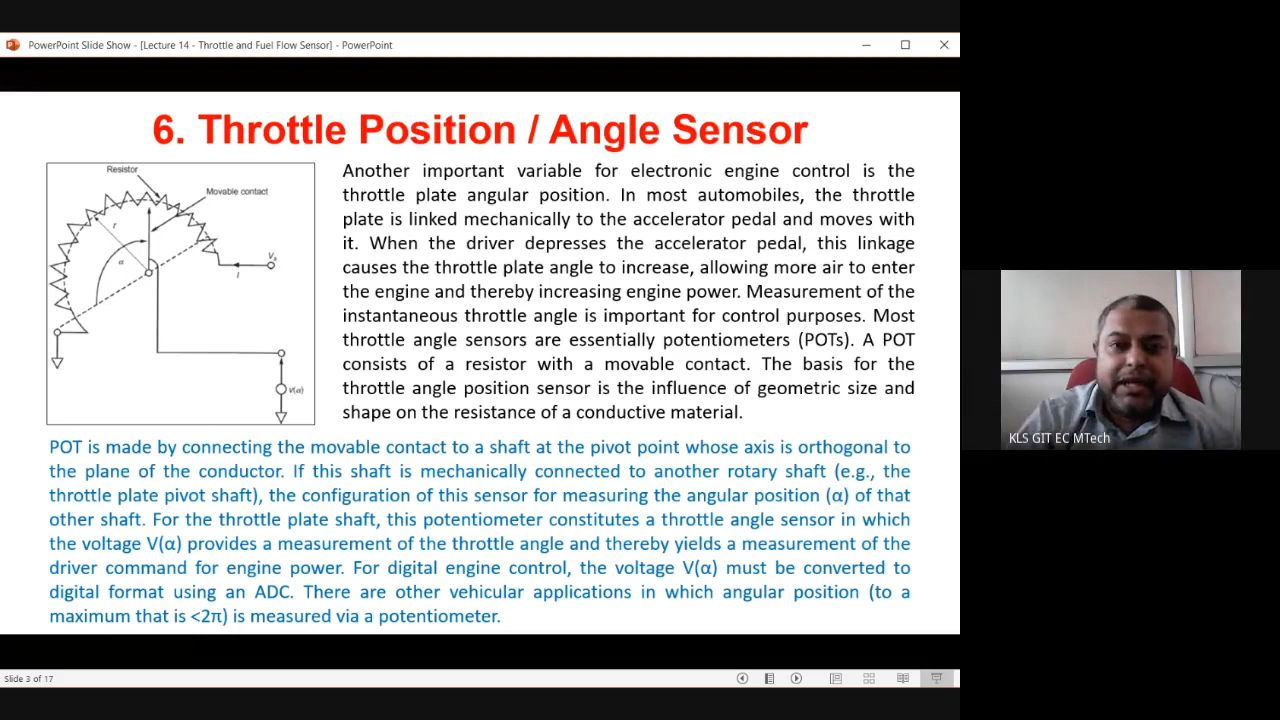 PowerPoint Slide Show - [Lecture 14 - Throttle and Fuel Flow Sensor] - PowerPoint
6. Throttle Position / Angle Sensor
Resistor
Movable contact
r
α
Vs
I
V(α)
Another important variable for electronic engine control is the
throttle plate angular position. In most automobiles, the throttle
plate is linked mechanically to the accelerator pedal and moves with
it. When the driver depresses the accelerator pedal, this linkage
causes the throttle plate angle to increase, allowing more air to enter
the engine and thereby increasing engine power. Measurement of the
instantaneous throttle angle is important for control purposes. Most
throttle angle sensors are essentially potentiometers (POTs). A POT
consists of a resistor with a movable contact. The basis for the
throttle angle position sensor is the influence of geometric size and
shape on the resistance of a conductive material.
POT is made by connecting the movable contact to a shaft at the pivot point whose axis is orthogonal to
the plane of the conductor. If this shaft is mechanically connected to another rotary shaft (e.g., the
throttle plate pivot shaft), the configuration of this sensor for measuring the angular position (α) of that
other shaft. For the throttle plate shaft, this potentiometer constitutes a throttle angle sensor in which
the voltage V(α) provides a measurement of the throttle angle and thereby yields a measurement of the
driver command for engine power. For digital engine control, the voltage V(α) must be converted to
digital format using an ADC. There are other vehicular applications in which angular position (to a
maximum that is <2π) is measured via a potentiometer.
KLS GIT EC MTech
Slide 3 of 17